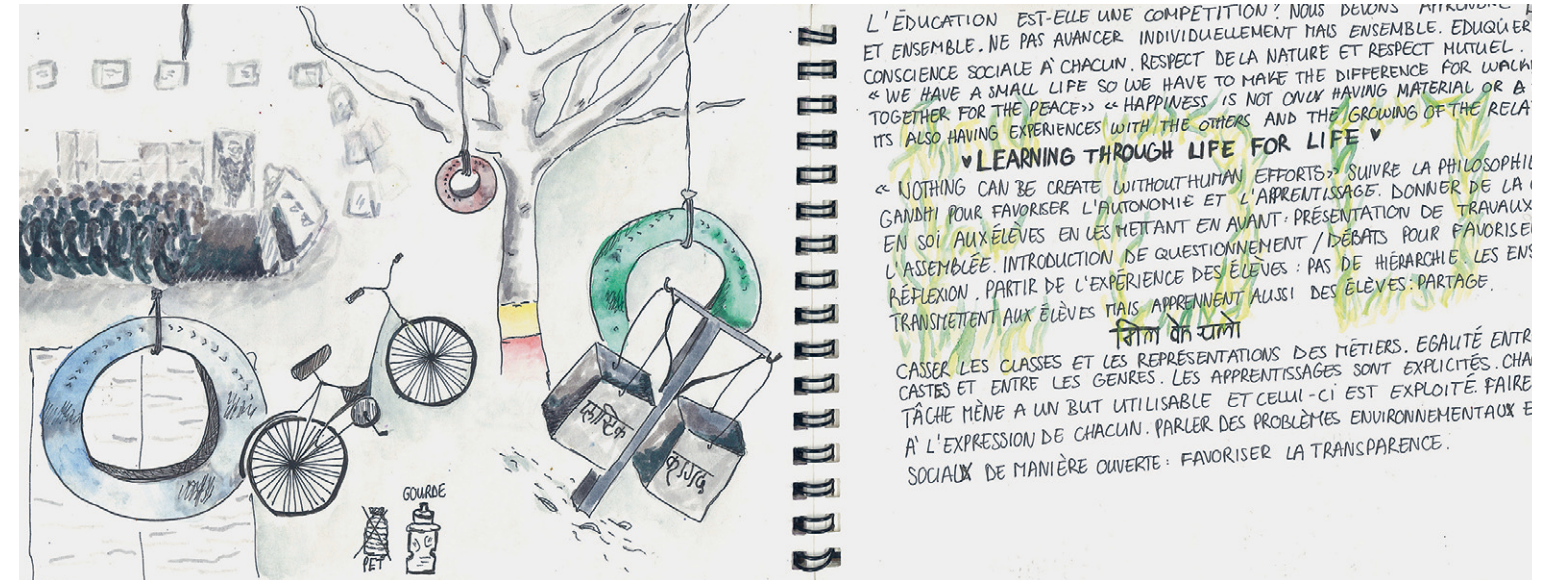 GOURDE
PET
L'ÉDUCATION EST-ELLE UNE COMPÉTITION? NOUS DEVONS APPRENDRE
ET ENSEMBLE. NE PAS AVANCER INDIVIDUELLEMENT MAIS ENSEMBLE. EDUQUER
CONSCIENCE SOCIALE À CHACUN. RESPECT DE LA NATURE ET RESPECT MUTUEL.
« WE HAVE A SMALL LIFE SO WE HAVE TO MAKE THE DIFFERENCE FOR
TOGETHER FOR THE PEACE» « HAPPINESS IS NOT ONLY HAVING MATERIAL OR A
ITS ALSO HAVING EXPERIENCES WITH THE OTHERS AND THE GROWING OF THE
♥ LEARNING THROUGH LIFE FOR LIFE ♥
« NOTHING CAN BE CREATE WITHOUT HUMAN EFFORTS» SUIVRE LA PHILOSOPHIE
GANDHI POUR FAVORISER L'AUTONOMIE ET L'APPRENTISSAGE. DONNER DE LA
EN SOI AUX ÉLÈVES EN LES METTANT EN AVANT: PRÉSENTATION DE TRAVAUX
L'ASSEMBLÉE. INTRODUCTION DE QUESTIONNEMENT / DÉBATS POUR FAVORISER
RÉFLEXION. PARTIR DE L'EXPÉRIENCE DES ÉLÈVES : PAS DE HIÉRARCHIE. LES
TRANSMETTENT AUX ÉLÈVES MAIS APPRENNENT AUSSI DES ÉLÈVES. PARTAGE.
मिल के चलो
CASSER LES CLASSES ET LES REPRÉSENTATIONS DES MÉTIERS. EGALITÉ ENTRE
CASTES ET ENTRE LES GENRES. LES APPRENTISSAGES SONT EXPLICITÉS.
TÂCHE MÈNE A UN BUT UTILISABLE ET CELUI-CI EST EXPLOITÉ. FAIRE
À L'EXPRESSION DE CHACUN. PARLER DES PROBLÈMES ENVIRONNEMENTAUX
SOCIAUX DE MANIÈRE OUVERTE : FAVORISER LA TRANSPARENCE.